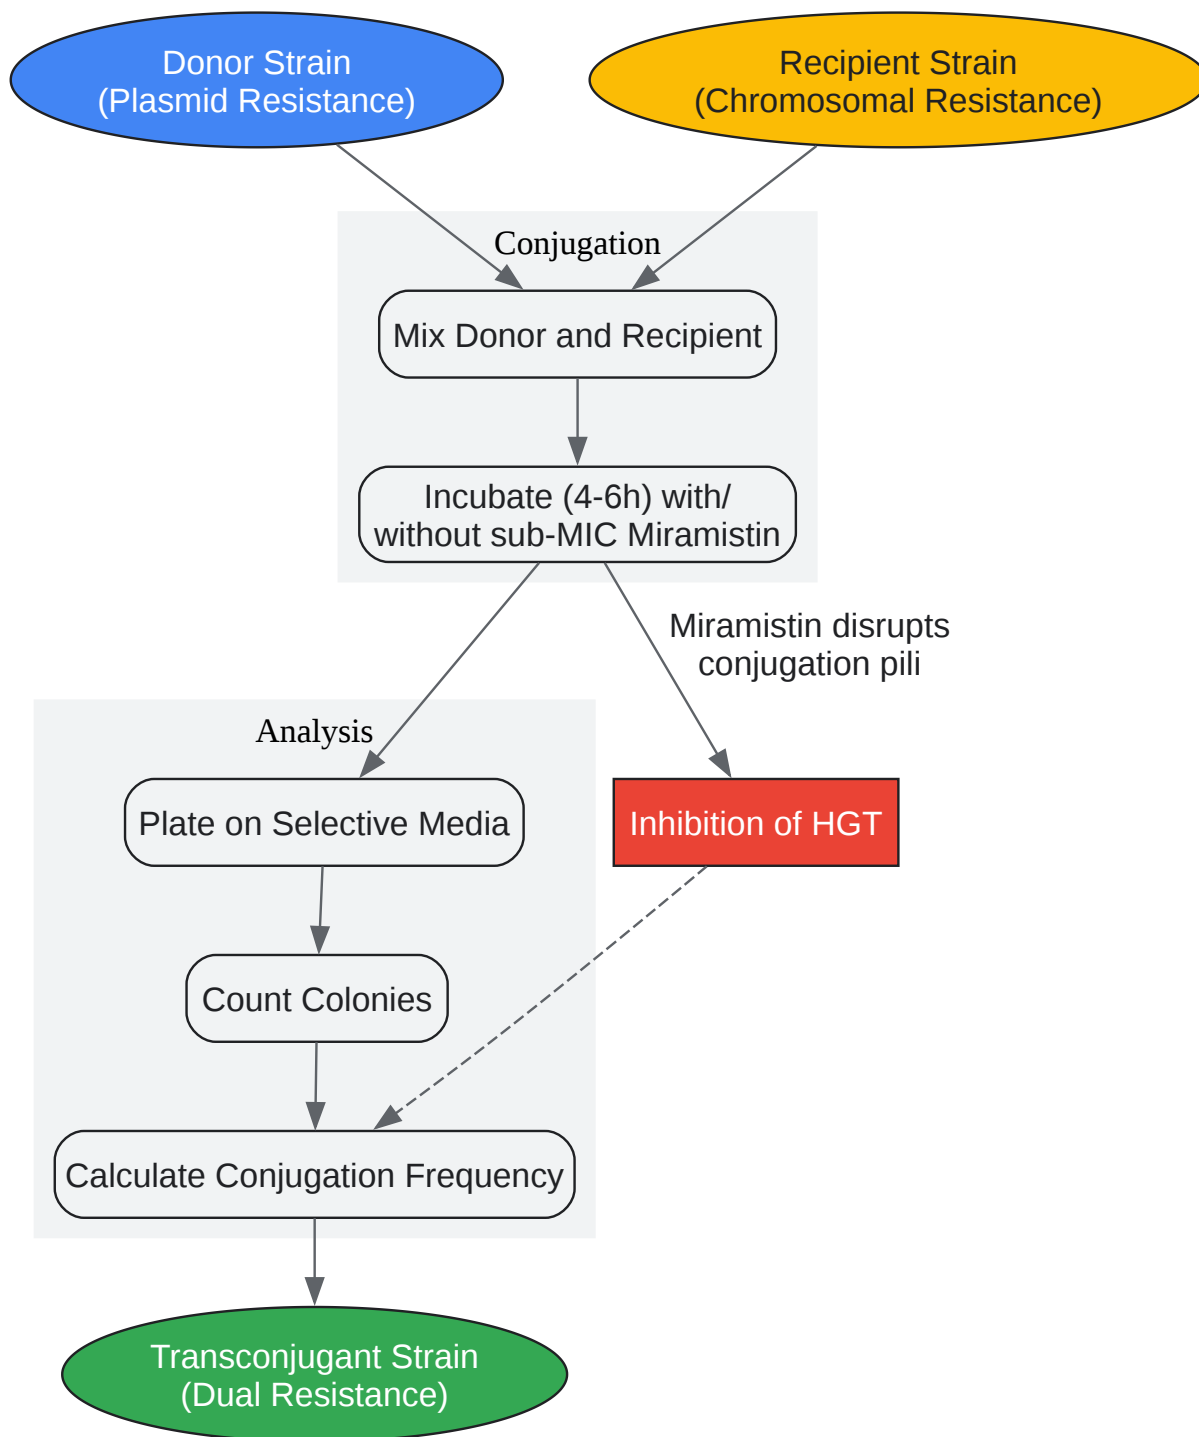 Donor Strain
(Plasmid Resistance)
Recipient Strain
(Chromosomal Resistance)
Conjugation
Mix Donor and Recipient
Incubate (4-6h) with/
without sub-MIC Miramistin
Miramistin disrupts
conjugation pili
Analysis
Plate on Selective Media
Inhibition of HGT
Count Colonies
Calculate Conjugation Frequency
Transconjugant Strain
(Dual Resistance)